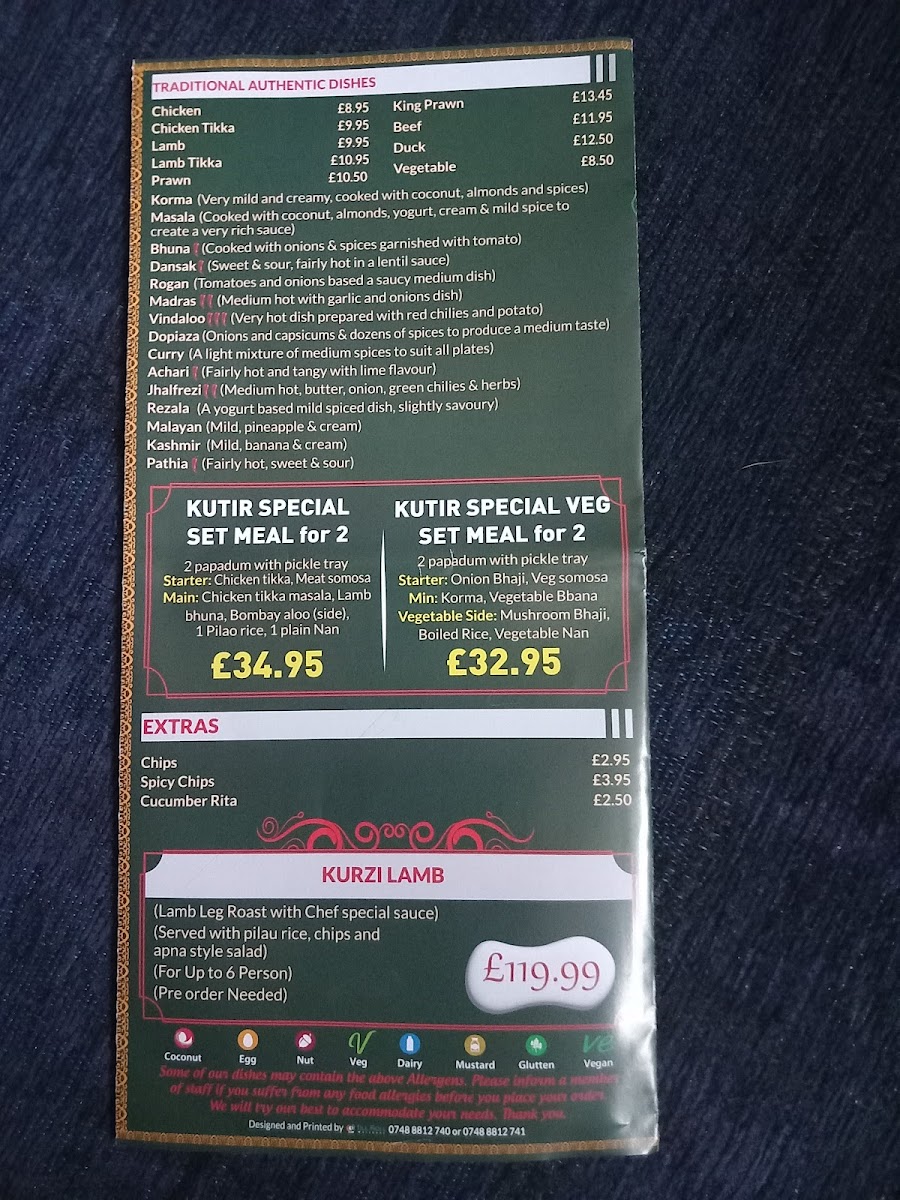 TRADITIONAL AUTHENTIC DISHES
Chicken £8.95
Chicken Tikka £9.95
Lamb £9.95
Lamb Tikka £10.95
Prawn £10.50
King Prawn £13.45
Beef £11.95
Duck £12.50
Vegetable £8.50
Korma (Very mild and creamy, cooked with coconut, almonds and spices)
Masala (Cooked with coconut, almonds, yogurt, cream & mild spice to
create a very rich sauce)
Bhuna (Cooked with onions & spices garnished with tomato)
Dansak (Sweet & sour, fairly hot in a lentil sauce)
Rogan (Tomatoes and onions based a saucy medium dish)
Madras (Medium hot with garlic and onions dish)
Vindaloo (Very hot dish prepared with red chilies and potato)
Dopiaza (Onions and capsicums & dozens of spices to produce a medium taste)
Curry (A light mixture of medium spices to suit all plates)
Achari (Fairly hot and tangy with lime flavour)
Jhalfrezi (Medium hot, butter, onion, green chilies & herbs)
Rezala (A yogurt based mild spiced dish, slightly savoury)
Malayan (Mild, pineapple & cream)
Kashmir (Mild, banana & cream)
Pathia (Fairly hot, sweet & sour)
KUTIR SPECIAL
SET MEAL for 2
2 papadum with pickle tray
Starter: Chicken tikka, Meat somosa
Main: Chicken tikka masala, Lamb
bhuna, Bombay aloo (side),
1 Pilao rice, 1 plain Nan
£34.95
KUTIR SPECIAL VEG
SET MEAL for 2
2 papadum with pickle tray
Starter: Onion Bhaji, Veg somosa
Min: Korma, Vegetable Bbana
Vegetable Side: Mushroom Bhaji,
Boiled Rice, Vegetable Nan
£32.95
EXTRAS
Chips £2.95
Spicy Chips £3.95
Cucumber Rita £2.50
KURZI LAMB
(Lamb Leg Roast with Chef special sauce)
(Served with pilau rice, chips and
apna style salad)
(For Up to 6 Person)
(Pre order Needed)
£119.99
Coconut Egg Nut Veg Dairy Mustard Glutten Vegan
Some of our dishes may contain the above Allergens. Please inform a member
of staff if you suffer from any food allergies before you place your order.
We will try our best to accommodate your needs. Thank you.
Designed and Printed by 0748 8812 740 or 0748 8812 741